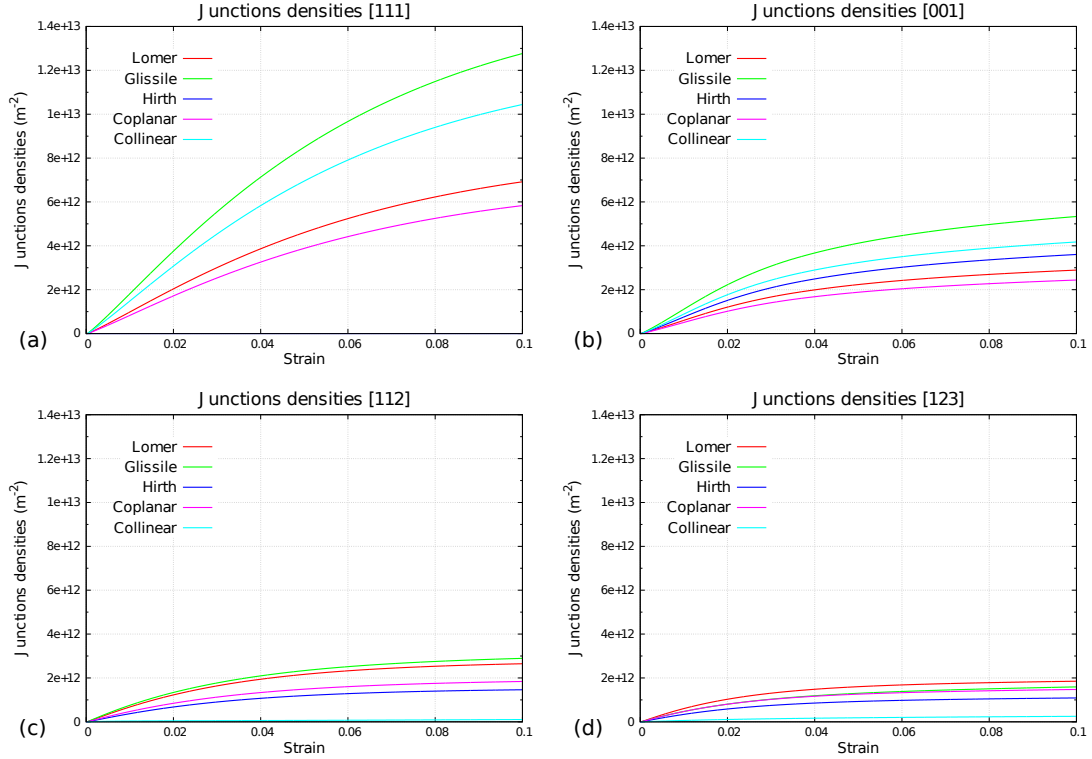 Junctions densities [111]
Junctions densities (m-2)
1.4e+13
1.2e+13
1e+13
8e+12
6e+12
4e+12
2e+12
0
Lomer
Glissile
Hirth
Coplanar
Collinear
0 0.02 0.04 0.06 0.08 0.1
Strain
(a)
Junctions densities [001]
Junctions densities (m-2)
1.4e+13
1.2e+13
1e+13
8e+12
6e+12
4e+12
2e+12
0
Lomer
Glissile
Hirth
Coplanar
Collinear
0 0.02 0.04 0.06 0.08 0.1
Strain
(b)
Junctions densities [112]
Junctions densities (m-2)
1.4e+13
1.2e+13
1e+13
8e+12
6e+12
4e+12
2e+12
0
Lomer
Glissile
Hirth
Coplanar
Collinear
0 0.02 0.04 0.06 0.08 0.1
Strain
(c)
Junctions densities [123]
Junctions densities (m-2)
1.4e+13
1.2e+13
1e+13
8e+12
6e+12
4e+12
2e+12
0
Lomer
Glissile
Hirth
Coplanar
Collinear
0 0.02 0.04 0.06 0.08 0.1
Strain
(d)